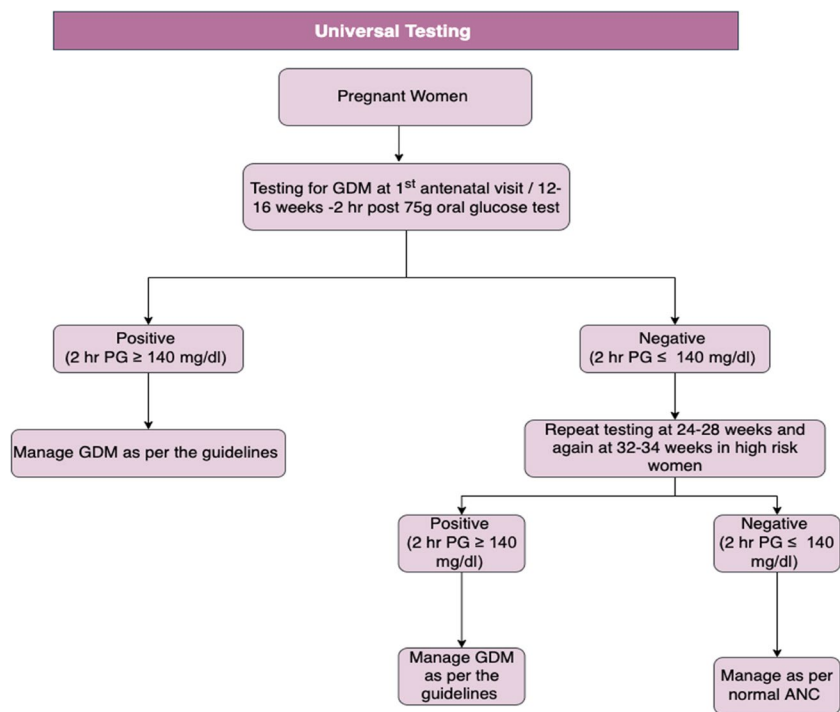 Universal Testing
Pregnant Women
Testing for GDM at 1st antenatal visit / 12-
16 weeks -2 hr post 75g oral glucose test
Positive
(2 hr PG ≥ 140 mg/dl)
Negative
(2 hr PG ≤ 140 mg/dl)
Manage GDM as per the guidelines
Repeat testing at 24-28 weeks and
again at 32-34 weeks in high risk
women
Positive
(2 hr PG ≥ 140
mg/dl)
Negative
(2 hr PG ≤ 140
mg/dl)
Manage GDM
as per the
guidelines
Manage as per
normal ANC